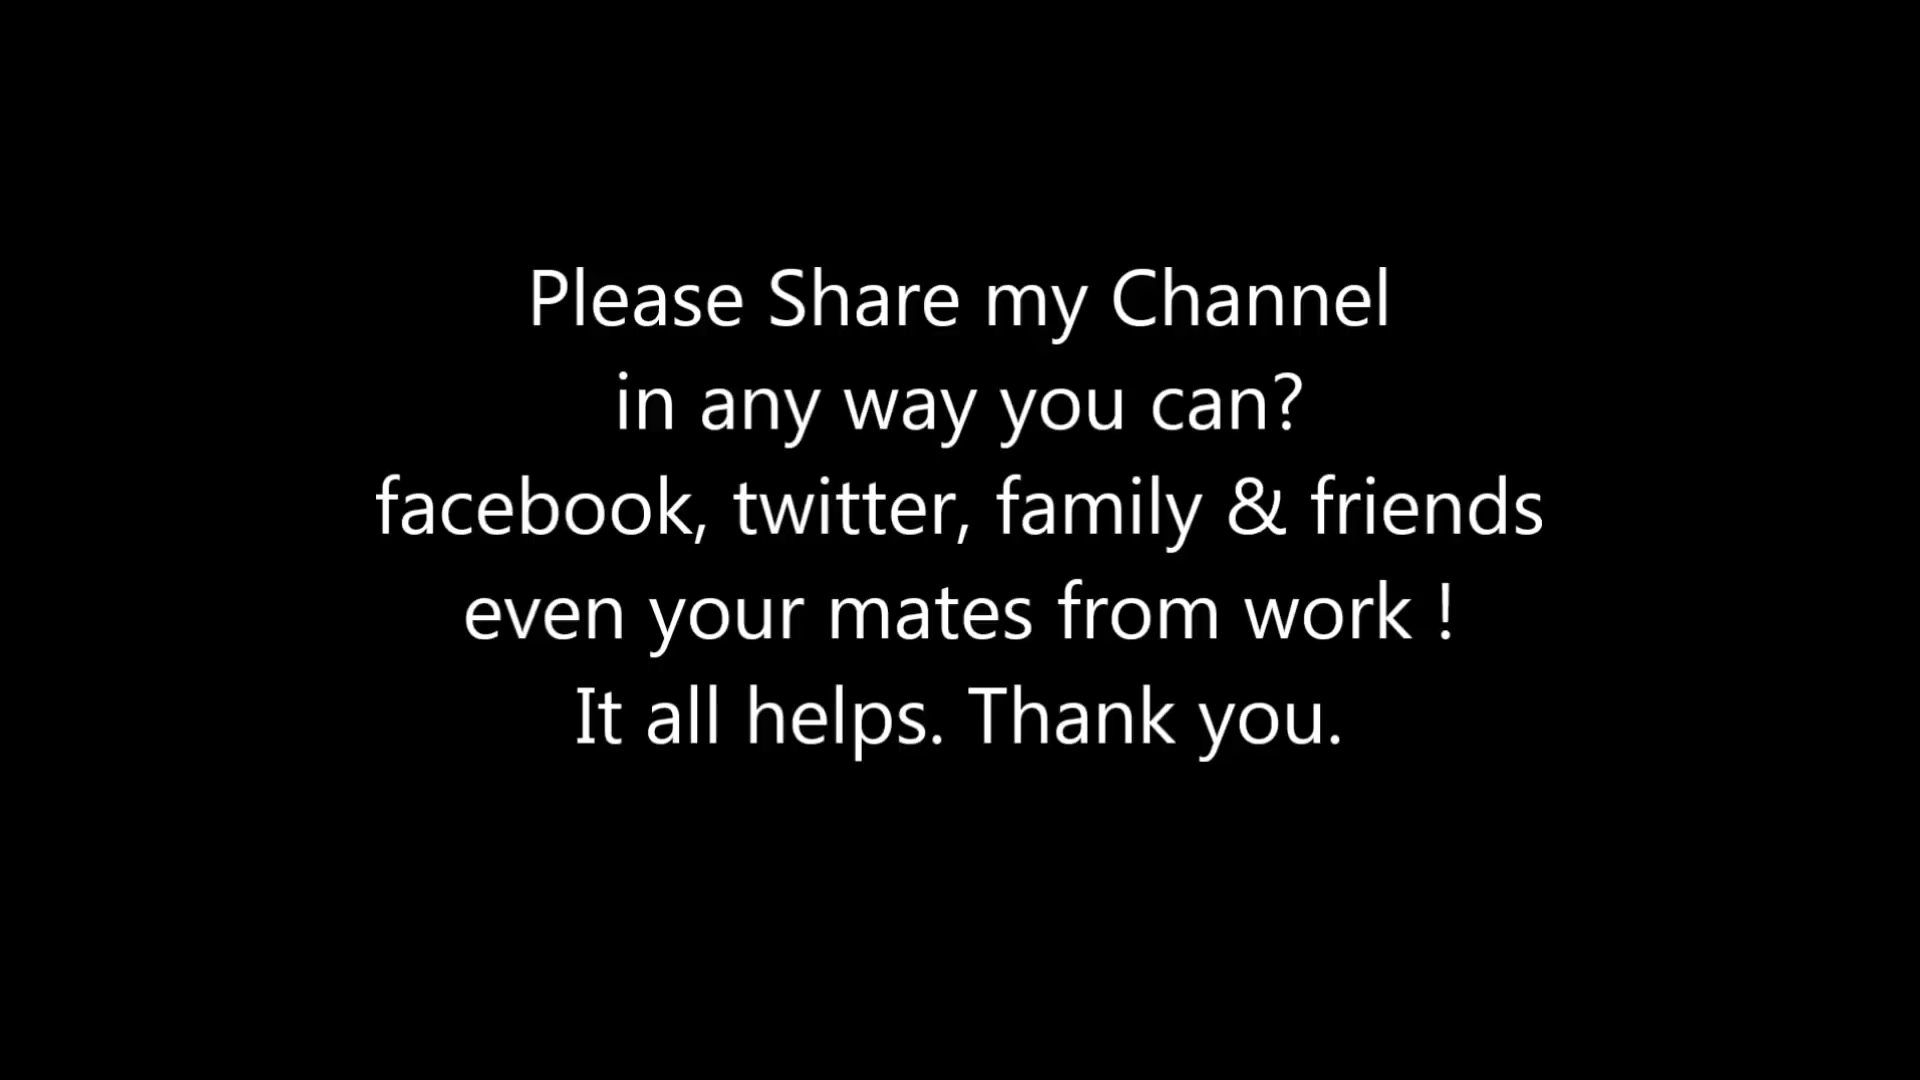 Please Share my Channel
in any way you can?
facebook, twitter, family & friends
even your mates from work !
It all helps. Thank you.